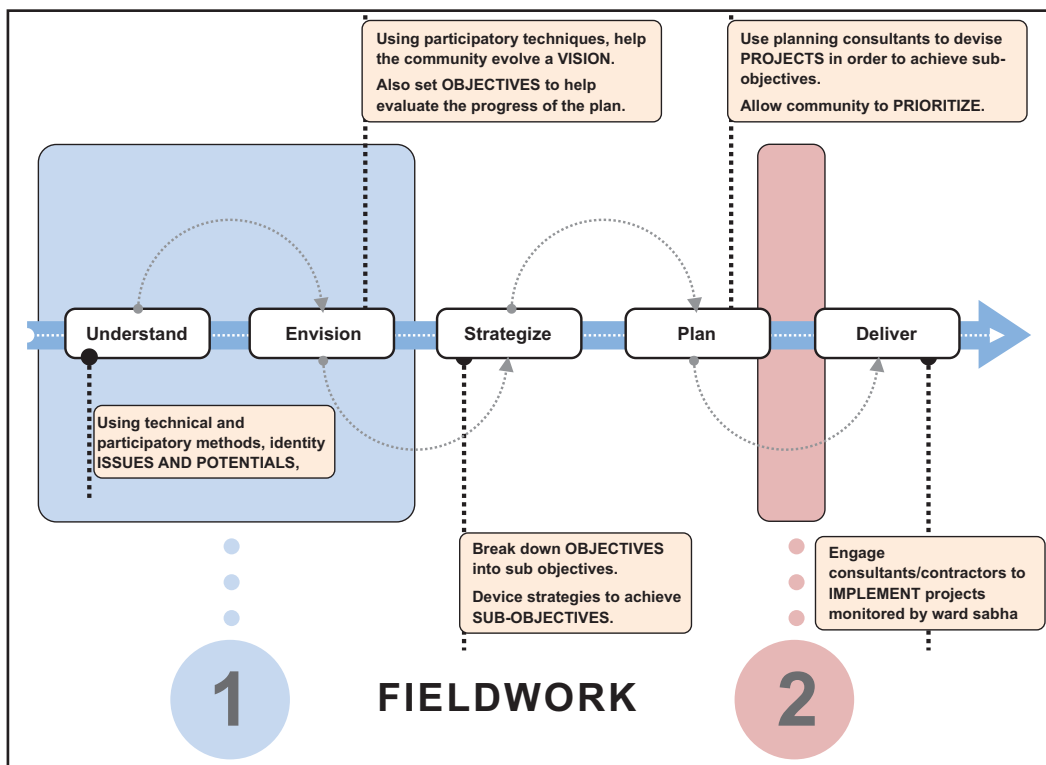 Using participatory techniques, help
the community evolve a VISION.
Also set OBJECTIVES to help
evaluate the progress of the plan.
Use planning consultants to devise
PROJECTS in order to achieve sub-
objectives.
Allow community to PRIORITIZE.
Understand
Envision
Strategize
Plan
Deliver
Using technical and
participatory methods, identity
ISSUES AND POTENTIALS,
Break down OBJECTIVES
into sub objectives.
Device strategies to achieve
SUB-OBJECTIVES.
Engage
consultants/contractors to
IMPLEMENT projects
monitored by ward sabha
1
FIELDWORK
2